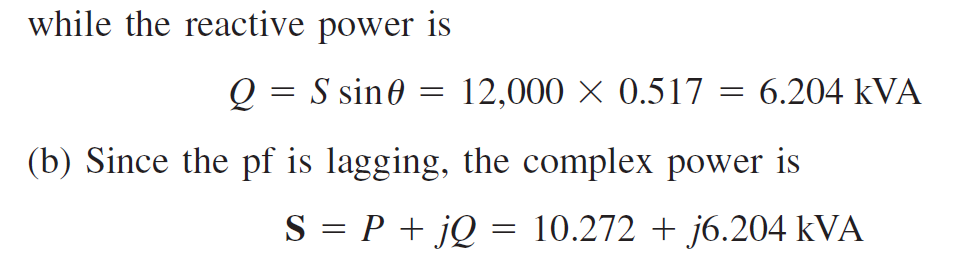 while the reactive power is
Q = S sinθ = 12,000 × 0.517 = 6.204 kVA
(b) Since the pf is lagging, the complex power is
S = P + jQ = 10.272 + j6.204 kVA